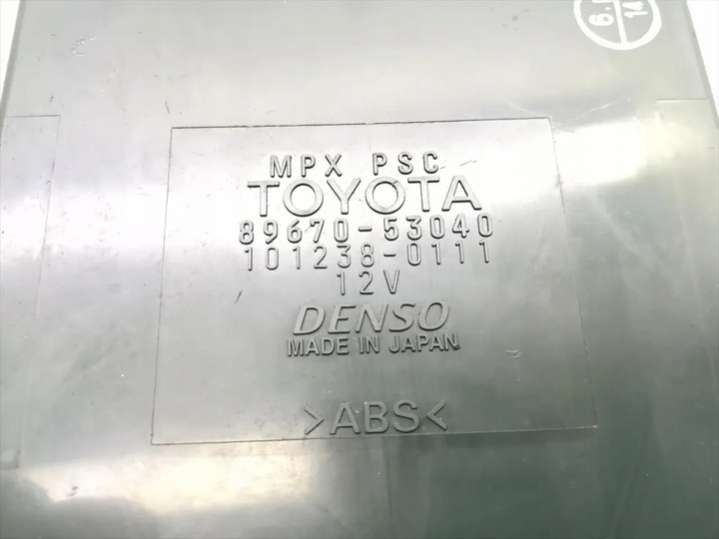 MPX PSC
TOYOTA
89670-53040
101238-0111
12V
DENSO
MADE IN JAPAN
>ABS<